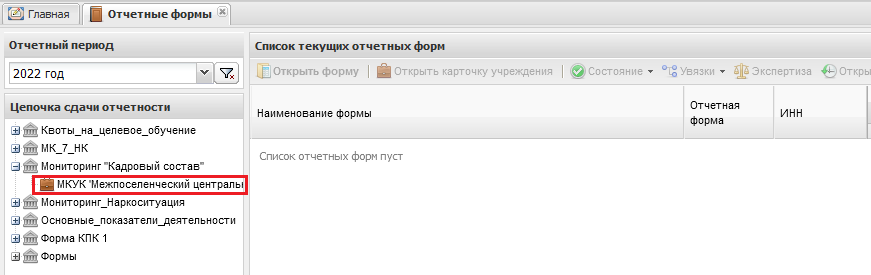 Главная
Отчетные формы
Отчетный период
2022 год
Цепочка сдачи отчетности
Квоты_на_целевое_обучение
МК_7_НК
Мониторинг "Кадровый состав"
МКУК 'Межпоселенческий централы
Мониторинг_Наркоситуация
Основные_показатели_деятельности
Форма КПК 1
Формы
Список текущих отчетных форм
Открыть форму Открыть карточку учреждения Состояние Увязки Экспертиза Откры
Наименование формы Отчетная форма ИНН
Список отчетных форм пуст